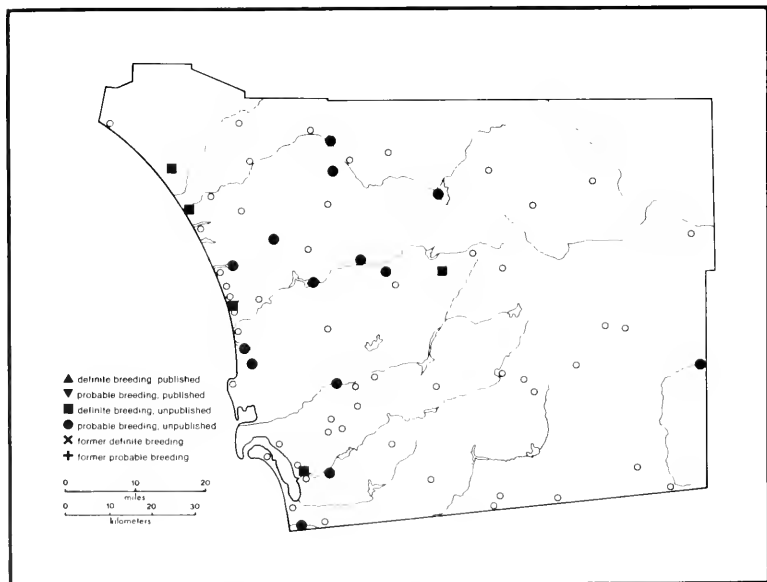 definite breeding, published
probable breeding, published
definite breeding, unpublished
probable breeding, unpublished
former definite breeding
former probable breeding
0 10 20
miles
0 10 20 30
kilometers